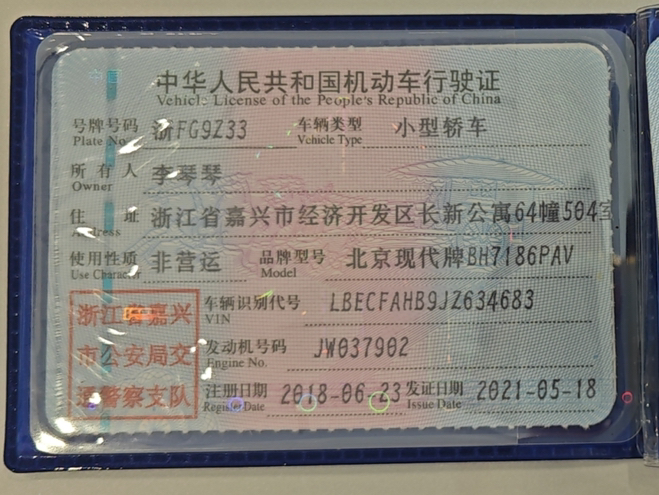 中华人民共和国机动车行驶证
Vehicle License of the People's Republic of China
号牌号码 浙FG9Z33 车辆类型 小型轿车
Plate No. Vehicle Type
所有人 李琴琴
Owner
住址 浙江省嘉兴市经济开发区长新公寓64幢504室
Address
使用性质 非营运 品牌型号 北京现代牌BH7186PAV
Use Character Model
浙江省嘉兴 车辆识别代号 LBECFAHB9JZ634683
VIN
市公安局交 发动机号码 JW037902
Engine No.
通警察支队 注册日期 2018-06-23 发证日期 2021-05-18
Register Date Issue Date